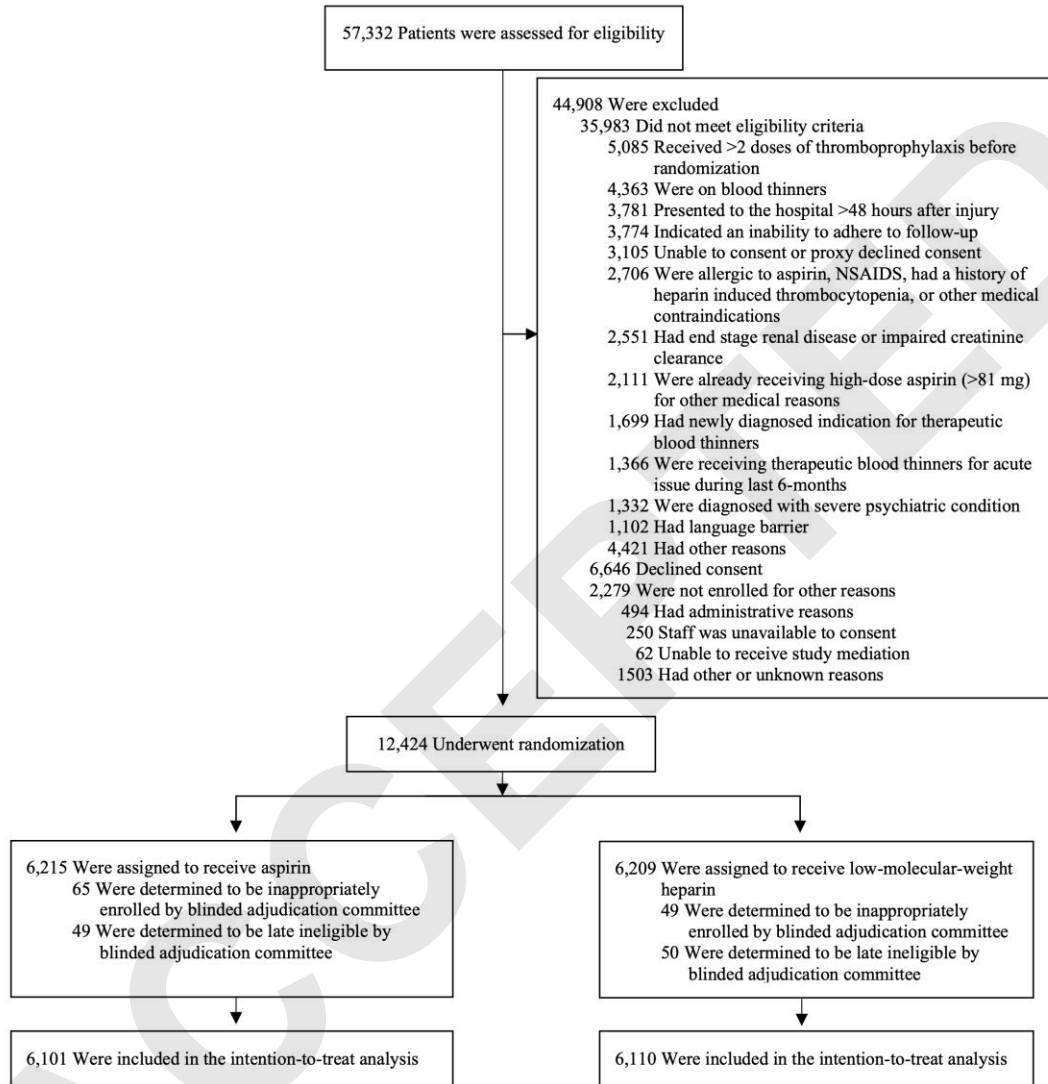 57,332 Patients were assessed for eligibility
44,908 Were excluded
35,983 Did not meet eligibility criteria
5,085 Received >2 doses of thromboprophylaxis before
randomization
4,363 Were on blood thinners
3,781 Presented to the hospital >48 hours after injury
3,774 Indicated an inability to adhere to follow-up
3,105 Unable to consent or proxy declined consent
2,706 Were allergic to aspirin, NSAIDS, had a history of
heparin induced thrombocytopenia, or other medical
contraindications
2,551 Had end stage renal disease or impaired creatinine
clearance
2,111 Were already receiving high-dose aspirin (>81 mg)
for other medical reasons
1,699 Had newly diagnosed indication for therapeutic
blood thinners
1,366 Were receiving therapeutic blood thinners for acute
issue during last 6-months
1,332 Were diagnosed with severe psychiatric condition
1,102 Had language barrier
4,421 Had other reasons
6,646 Declined consent
2,279 Were not enrolled for other reasons
494 Had administrative reasons
250 Staff was unavailable to consent
62 Unable to receive study mediation
1503 Had other or unknown reasons
12,424 Underwent randomization
6,215 Were assigned to receive aspirin
65 Were determined to be inappropriately
enrolled by blinded adjudication committee
49 Were determined to be late ineligible by
blinded adjudication committee
6,209 Were assigned to receive low-molecular-weight
heparin
49 Were determined to be inappropriately
enrolled by blinded adjudication committee
50 Were determined to be late ineligible by
blinded adjudication committee
6,101 Were included in the intention-to-treat analysis
6,110 Were included in the intention-to-treat analysis
ACCEPTED